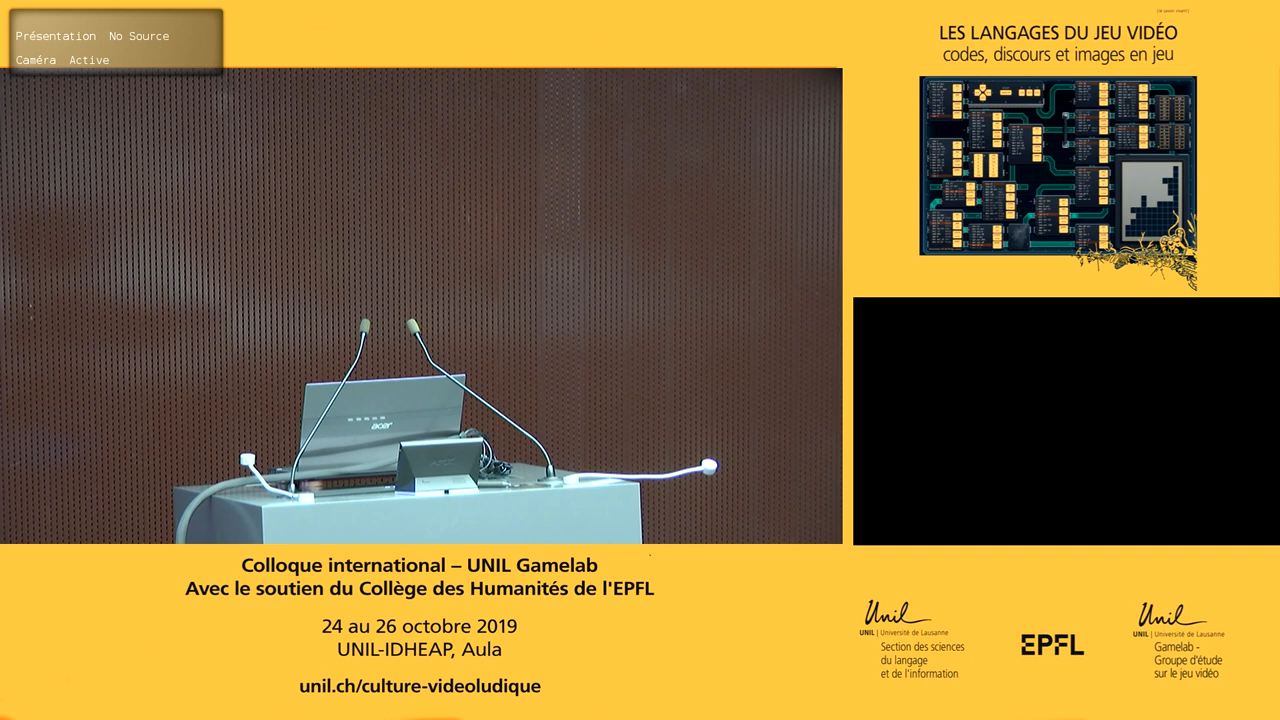 Présentation No Source
Caméra Active
(le savoir vivant)
LES LANGAGES DU JEU VIDÉO
codes, discours et images en jeu
acer
Colloque international – UNIL Gamelab
Avec le soutien du Collège des Humanités de l'EPFL
24 au 26 octobre 2019
UNIL-IDHEAP, Aula
unil.ch/culture-videoludique
Unil
UNIL | Université de Lausanne
Section des sciences
du langage
et de l'information
EPFL
Unil
UNIL | Université de Lausanne
Gamelab -
Groupe d'étude
sur le jeu vidéo